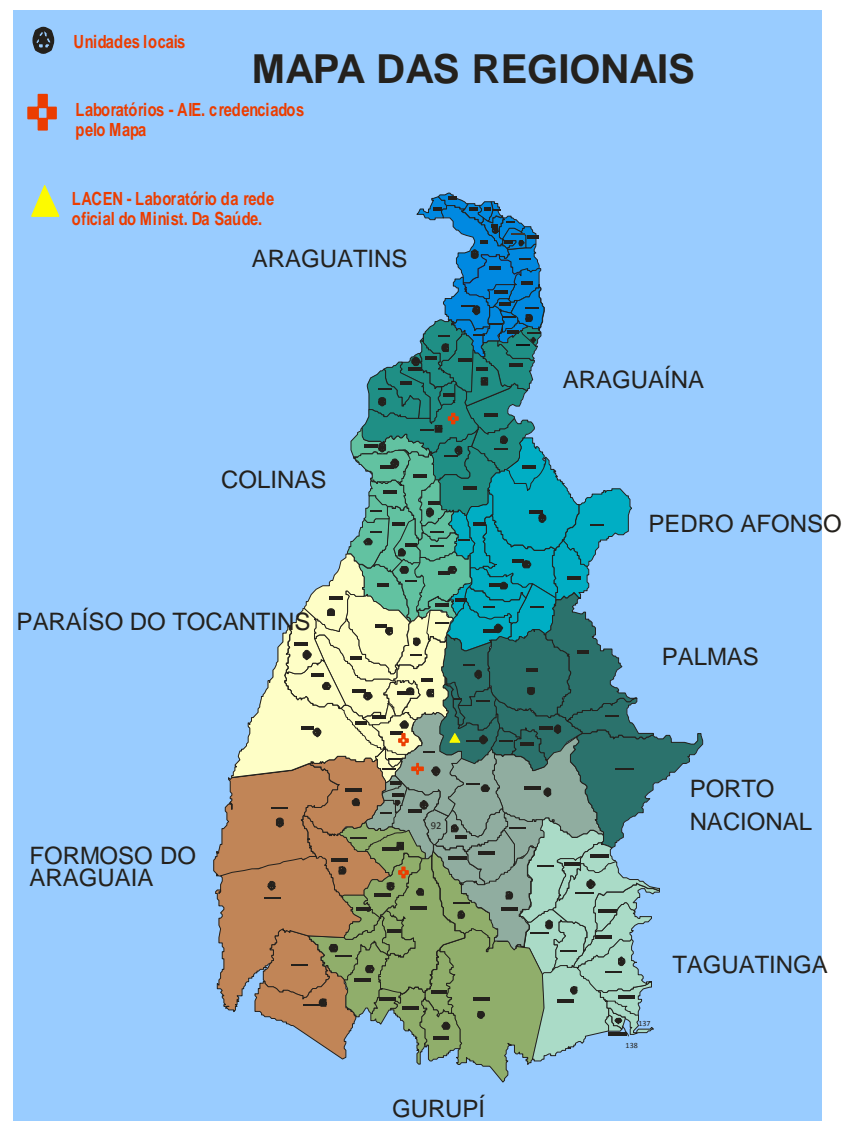 Unidades locais
MAPA DAS REGIONAIS
Laboratórios - AIE. credenciados
pelo Mapa
LACEN - Laboratório da rede
oficial do Minist. Da Saúde.
ARAGUATINS
ARAGUAÍNA
COLINAS
PEDRO AFONSO
PARAÍSO DO TOCANTINS
PALMAS
PORTO
NACIONAL
92
FORMOSO DO
ARAGUAIA
TAGUATINGA
137
138
GURUPÍ